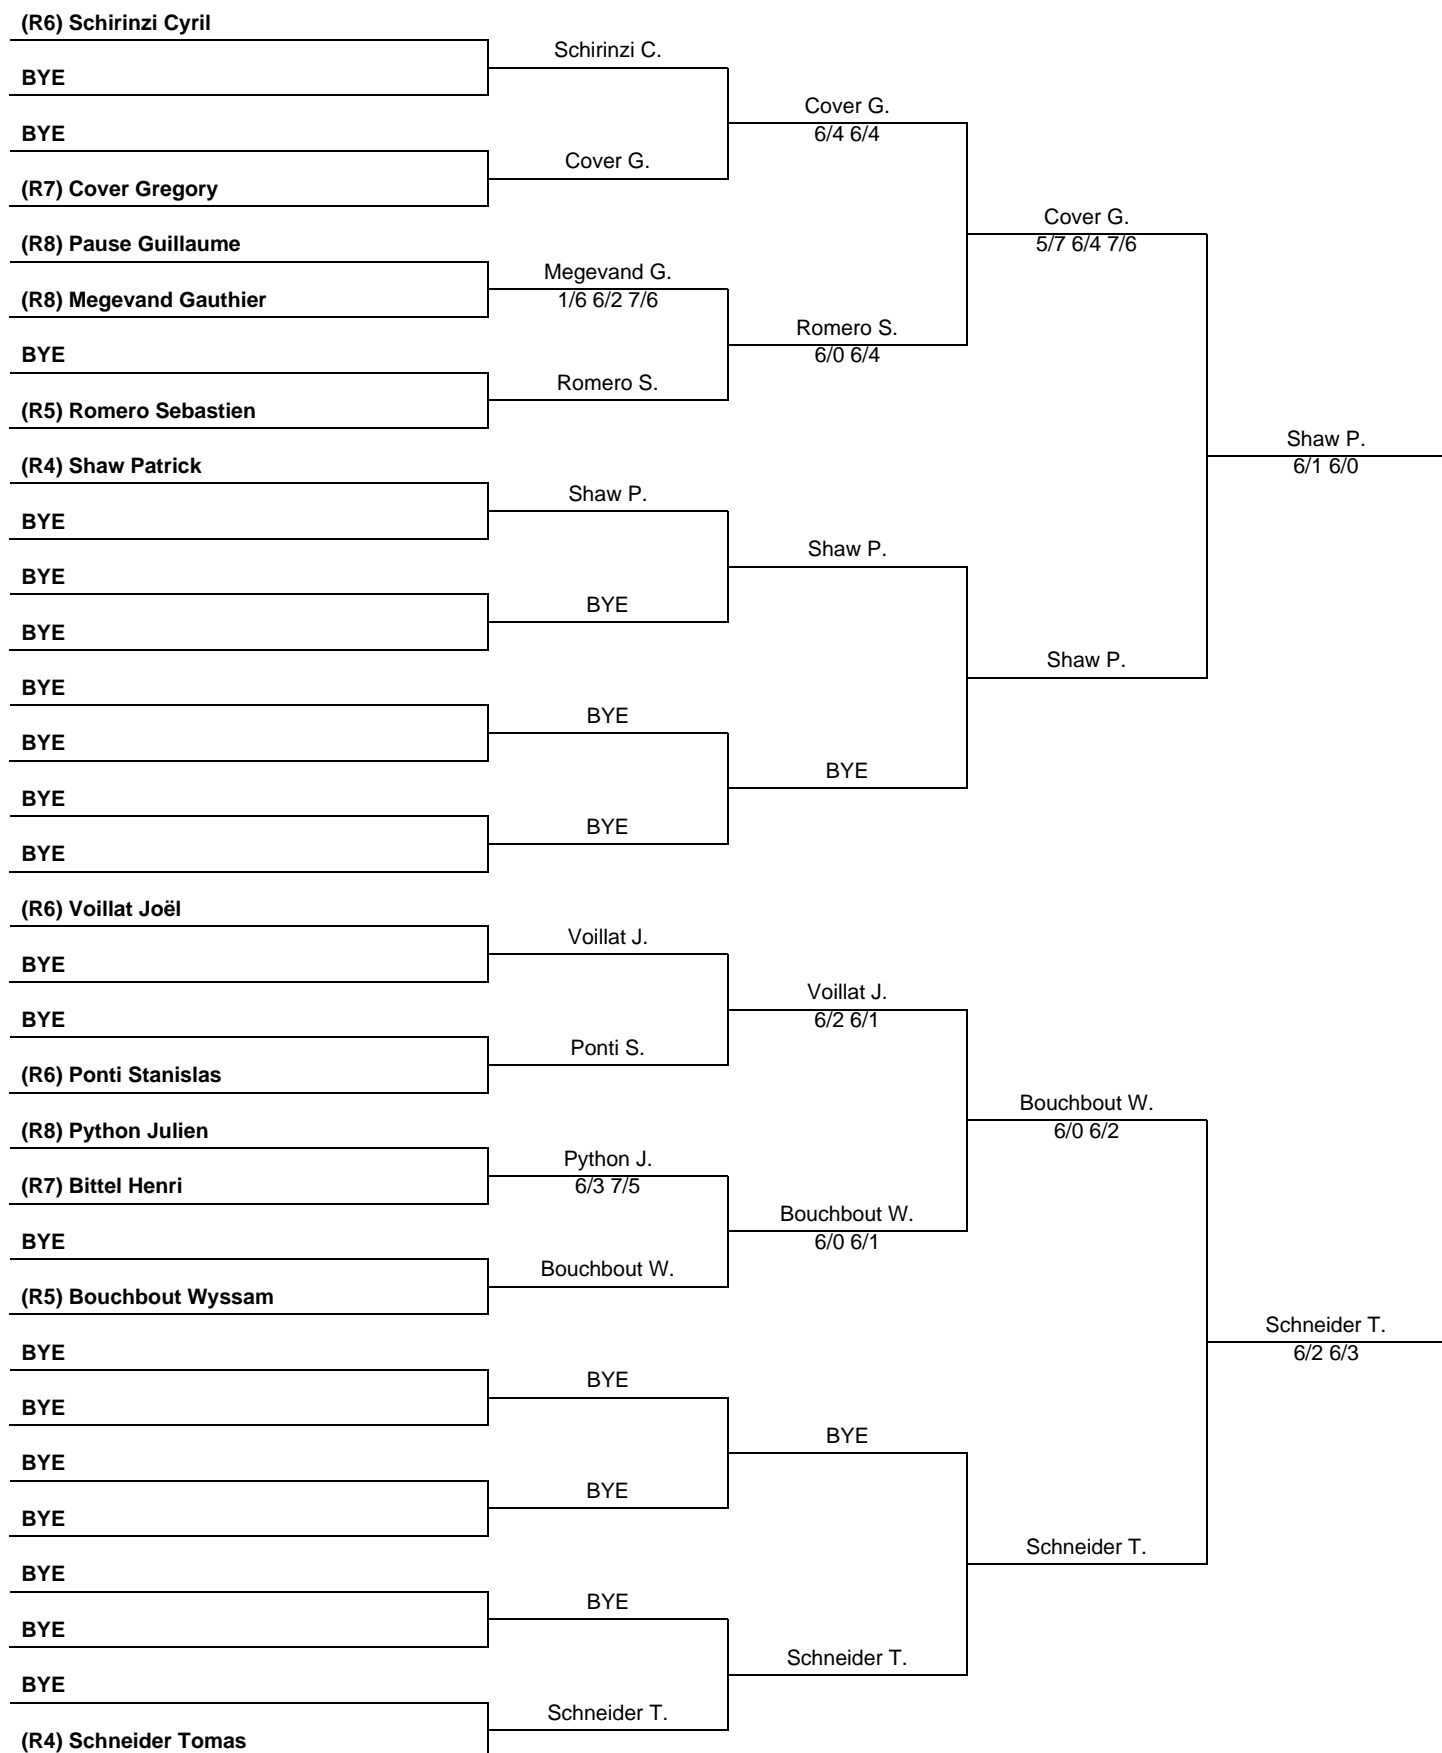 (R6) Schirinzi Cyril
Schirinzi C.
BYE
Cover G.
6/4 6/4
BYE
Cover G.
(R7) Cover Gregory
Cover G.
5/7 6/4 7/6
(R8) Pause Guillaume
Megevand G.
1/6 6/2 7/6
(R8) Megevand Gauthier
Romero S.
6/0 6/4
BYE
Romero S.
(R5) Romero Sebastien
Shaw P.
6/1 6/0
(R4) Shaw Patrick
Shaw P.
BYE
Shaw P.
BYE
BYE
BYE
Shaw P.
BYE
BYE
BYE
BYE
BYE
BYE
BYE
(R6) Voillat Joël
Voillat J.
BYE
Voillat J.
6/2 6/1
BYE
Ponti S.
(R6) Ponti Stanislas
Bouchbout W.
6/0 6/2
(R8) Python Julien
Python J.
6/3 7/5
(R7) Bittel Henri
Bouchbout W.
6/0 6/1
BYE
Bouchbout W.
(R5) Bouchbout Wyssam
Schneider T.
6/2 6/3
BYE
BYE
BYE
BYE
BYE
BYE
BYE
Schneider T.
BYE
BYE
BYE
Schneider T.
BYE
Schneider T.
(R4) Schneider Tomas